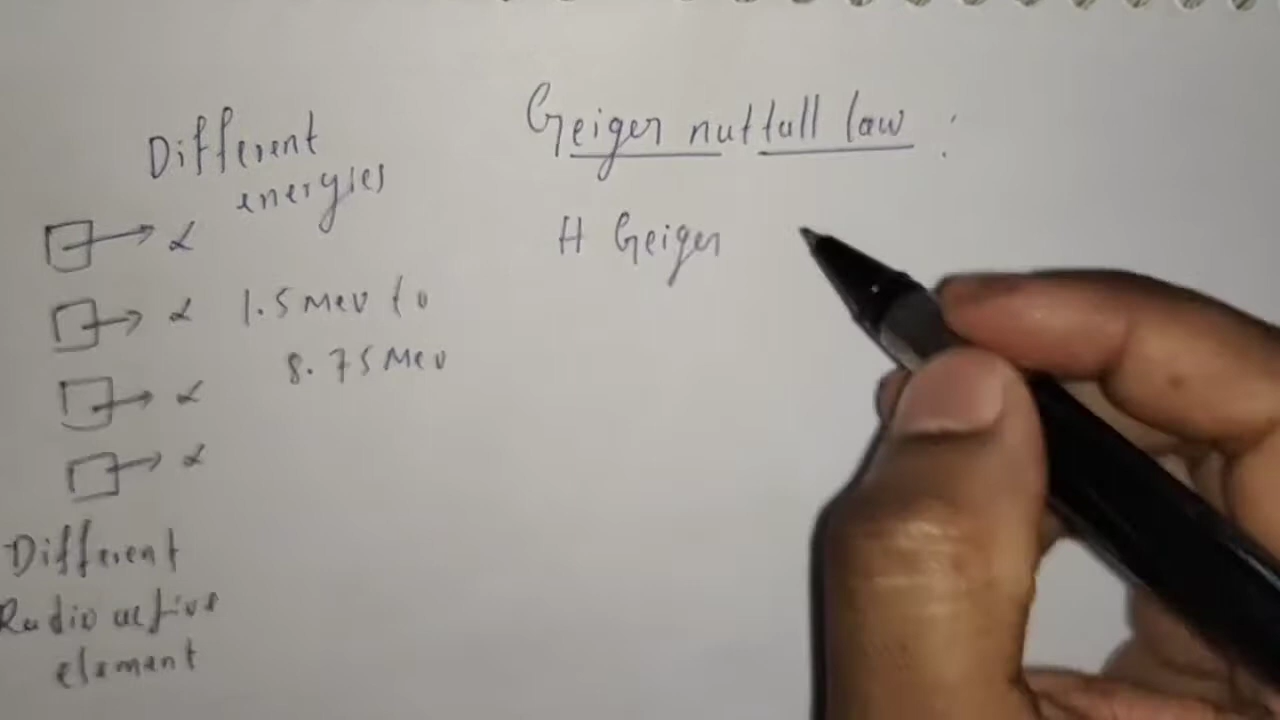 Different
energies
α
α 1.5 Mev to
8.75 Mev
α
α
Different
Radio active
element
Geiger nuttall law :
H Geiger